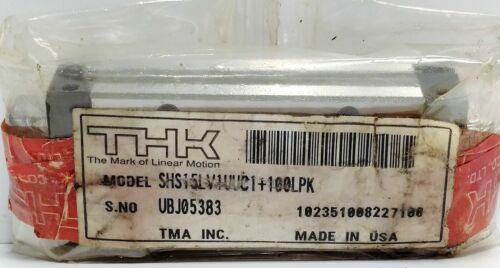 THK
The Mark of Linear Motion
MODEL SHS15LV1UUC1+100LPK
S.NO UBJ05383
102351008227100
TMA INC. MADE IN USA